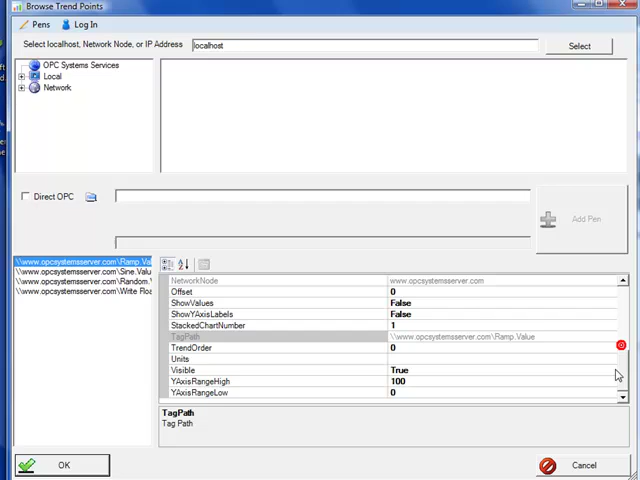 Browse Trend Points
Pens Log In
Select localhost, Network Node, or IP Address localhost Select
OPC Systems Services
Local
Network
Direct OPC
Add Pen
\\www.opcsystemsserver.com\Ramp.Valu
\\www.opcsystemsserver.com\Sine.Value
\\www.opcsystemsserver.com\Random.
\\www.opcsystemsserver.com\Write Roa
NetworkNode www.opcsystemsserver.com
Offset 0
ShowValues False
ShowYAxisLabels False
StackedChartNumber 1
TagPath \\www.opcsystemsserver.com\Ramp.Value
TrendOrder 0
Units
Visible True
YAxisRangeHigh 100
YAxisRangeLow 0
TagPath
Tag Path
OK Cancel